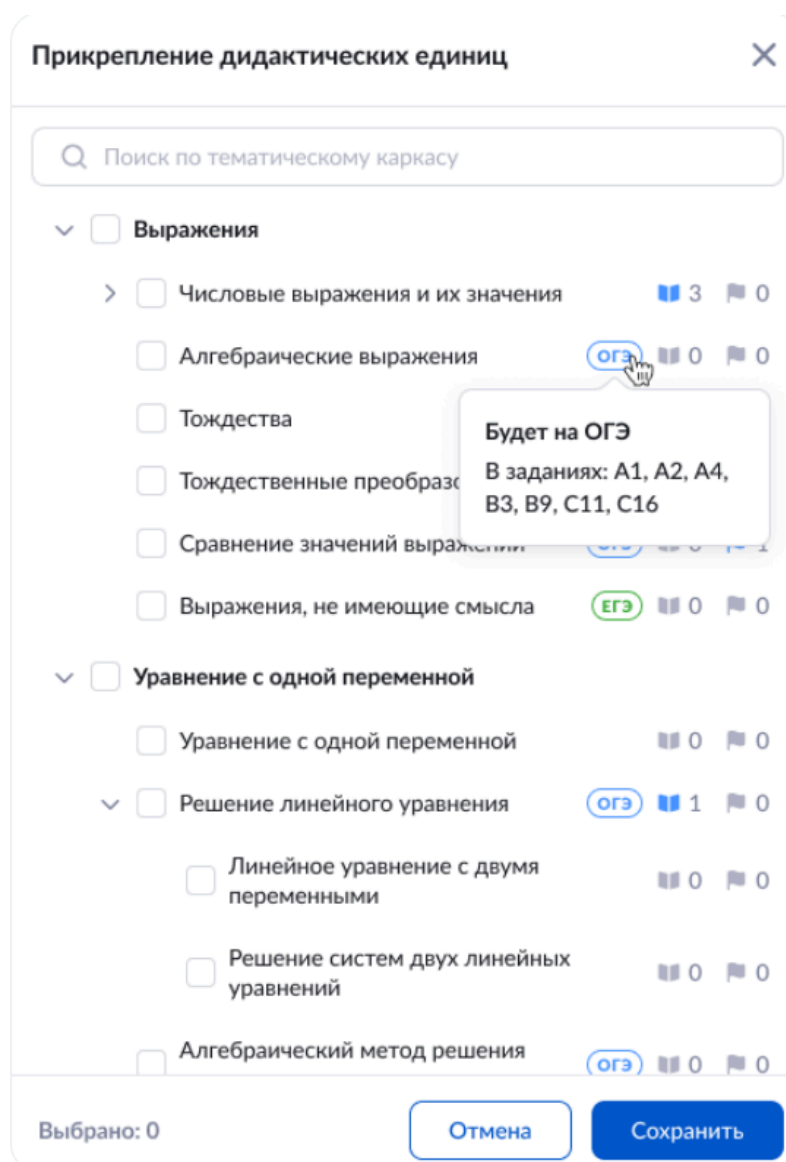 Прикрепление дидактических единиц
Поиск по тематическому каркасу
Выражения
Числовые выражения и их значения 3 0
Алгебраические выражения ОГЭ 0 0
Тождества
Будет на ОГЭ
В заданиях: А1, А2, А4,
В3, В9, С11, С16
Тождественные преобразо
Сравнение значений выражений ОГЭ 0 1
Выражения, не имеющие смысла ЕГЭ 0 0
Уравнение с одной переменной
Уравнение с одной переменной 0 0
Решение линейного уравнения ОГЭ 1 0
Линейное уравнение с двумя
переменными 0 0
Решение систем двух линейных
уравнений 0 0
Алгебраический метод решения
ОГЭ 0 0
Выбрано: 0 Отмена Сохранить